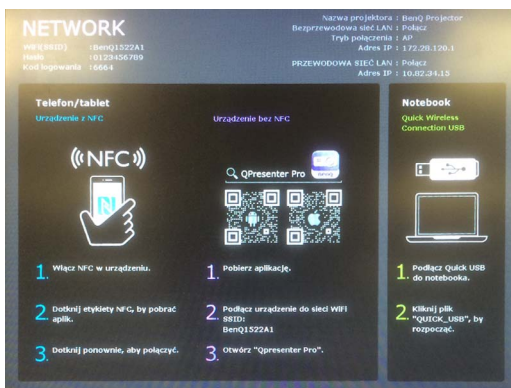 NETWORK
WiFi(SSID) :BenQ1522A1
Hasło :0123456789
Kod logowania :6664
Nazwa projektora : BenQ Projector
Bezprzewodowa sieć LAN : Połącz
Tryb połączenia : AP
Adres IP : 172.28.120.1
PRZEWODOWA SIEĆ LAN : Połącz
Adres IP : 10.82.34.15
Telefon/tablet
Urządzenie z NFC
NFC
N
1. Włącz NFC w urządzeniu.
2. Dotknij etykiety NFC, by pobrać
aplik.
3. Dotknij ponownie, aby połączyć.
Urządzenie bez NFC
QPresenter Pro
1. Pobierz aplikację.
2. Podłącz urządzenie do sieci WiFi
SSID:
BenQ1522A1
3. Otwórz "Qpresenter Pro".
Notebook
Quick Wireless
Connection USB
1. Podłącz Quick USB
do notebooka.
2. Kliknij plik
"QUICK_USB", by
rozpocząć.